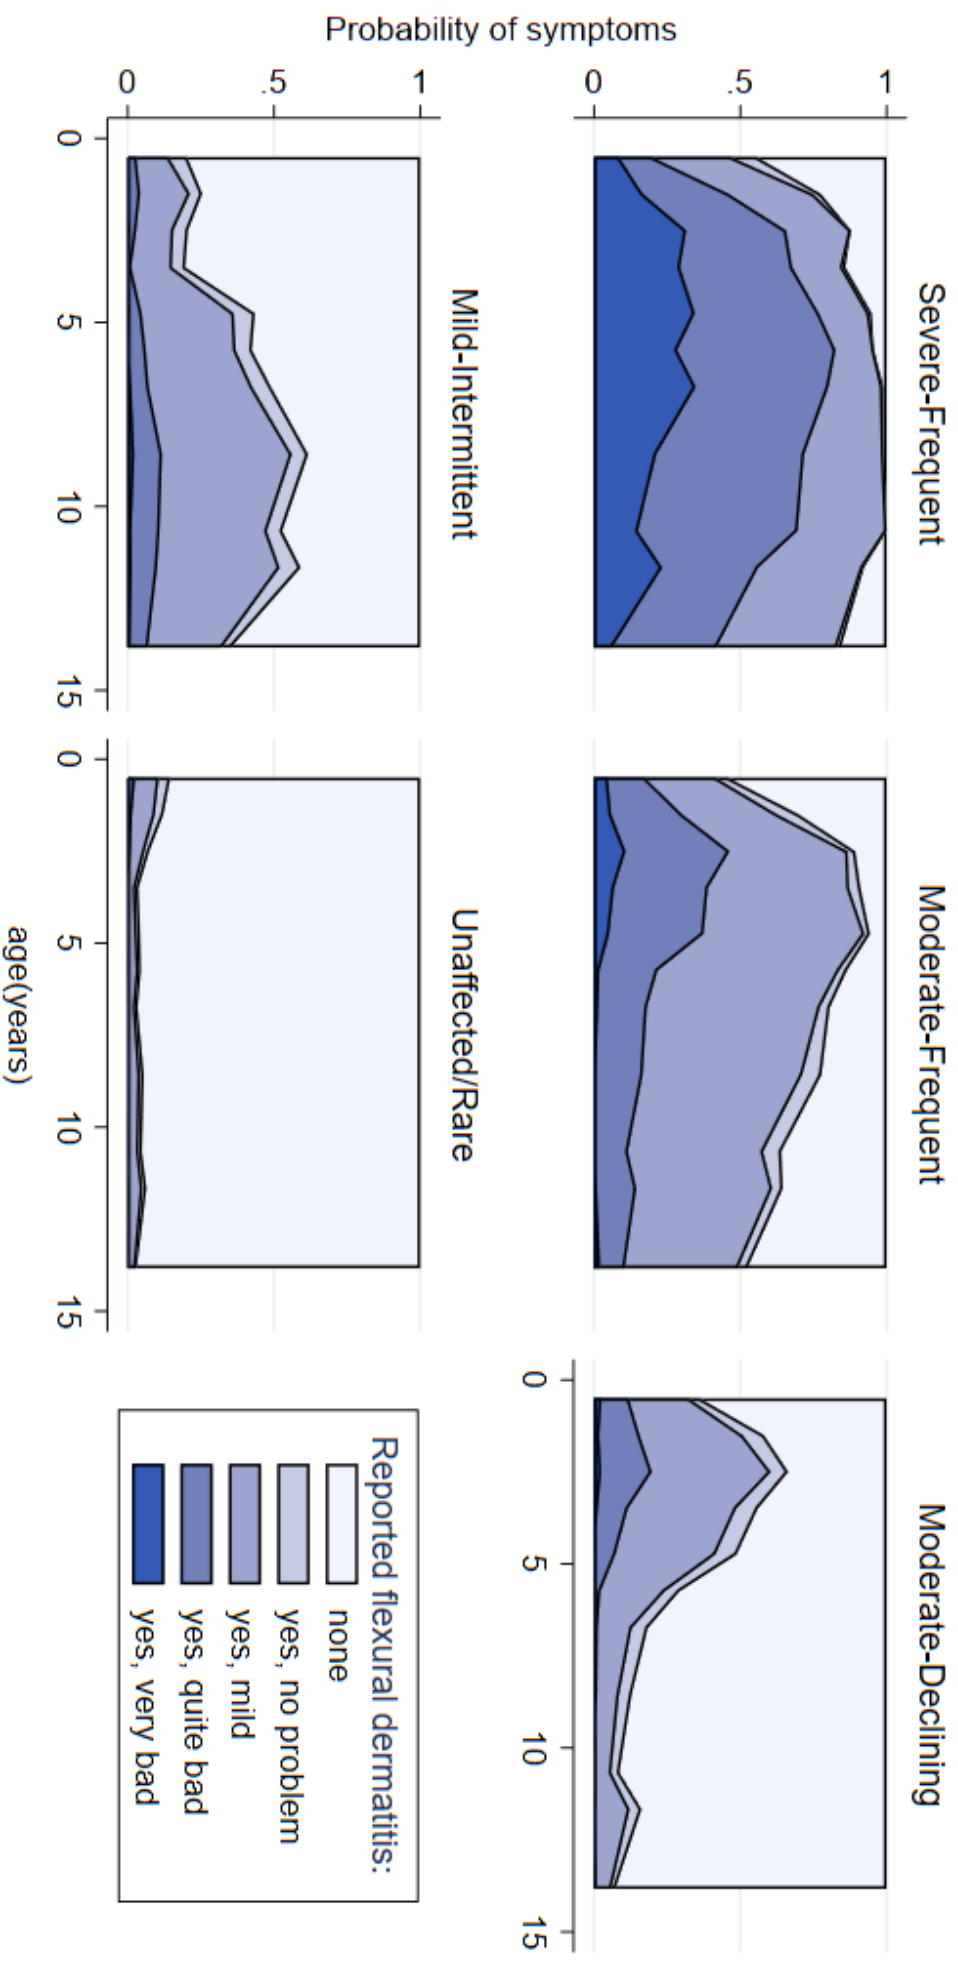 Severe-Frequent
Moderate-Frequent
Moderate-Declining
Probability of symptoms
1
.5
0
0
5
10
15
Mild-Intermittent
Unaffected/Rare
1
.5
0
0
5
10
15
0
5
10
15
age(years)
Reported flexural dermatitis:
none
yes, no problem
yes, mild
yes, quite bad
yes, very bad